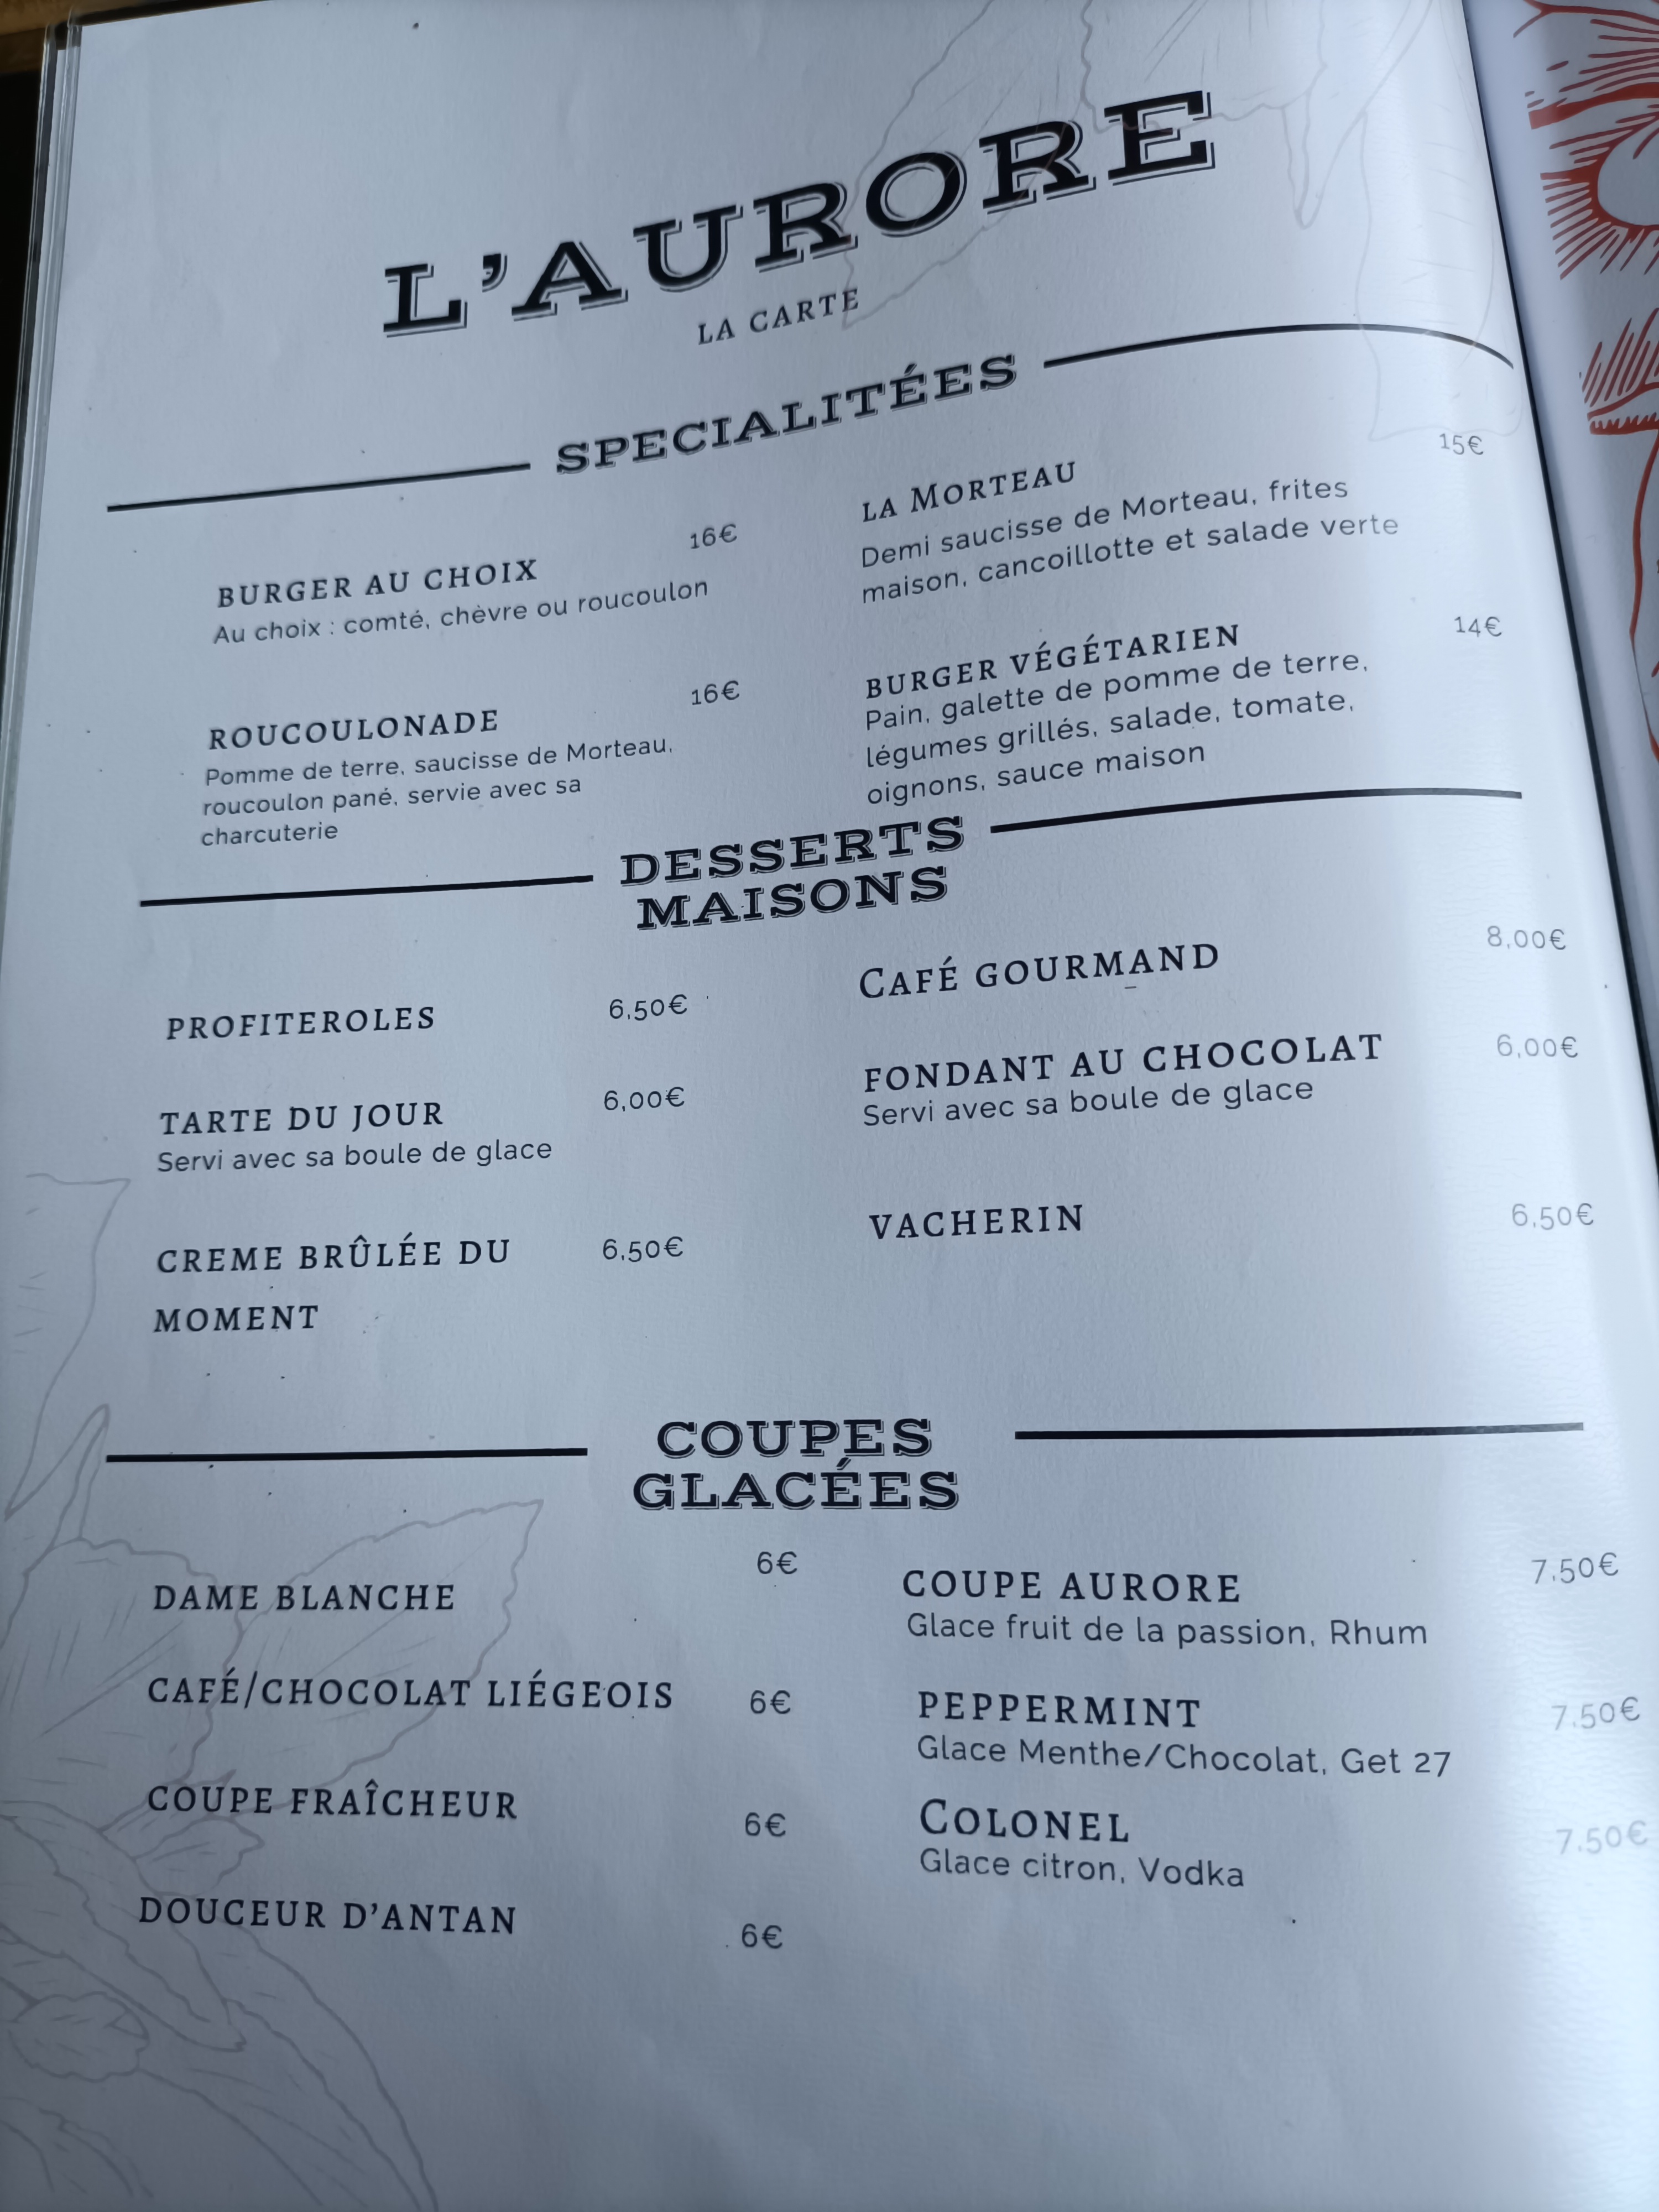 L'AURORE
LA CARTE
SPECIALITÉES
BURGER AU CHOIX
16€
Au choix : comté, chèvre ou roucoulon
ROUCOULONADE
16€
Pomme de terre, saucisse de Morteau,
roucoulon pané, servie avec sa
charcuterie
LA MORTEAU
15€
Demi saucisse de Morteau, frites
maison, cancoillotte et salade verte
BURGER VÉGÉTARIEN
14€
Pain, galette de pomme de terre,
légumes grillés, salade, tomate,
oignons, sauce maison
DESSERTS
MAISONS
PROFITEROLES
6,50€
TARTE DU JOUR
6,00€
Servi avec sa boule de glace
CREME BRÛLÉE DU
6,50€
MOMENT
CAFÉ GOURMAND
8,00€
FONDANT AU CHOCOLAT
6,00€
Servi avec sa boule de glace
VACHERIN
6,50€
COUPES
GLACÉES
DAME BLANCHE
6€
CAFÉ/CHOCOLAT LIÉGEOIS
6€
COUPE FRAÎCHEUR
6€
DOUCEUR D'ANTAN
6€
COUPE AURORE
7.50€
Glace fruit de la passion, Rhum
PEPPERMINT
7.50€
Glace Menthe/Chocolat, Get 27
COLONEL
7.50€
Glace citron, Vodka